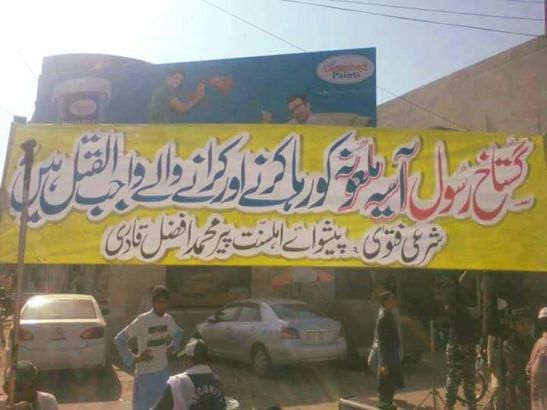 Diamond
Paints
گستاخ رسول آسیہ ملعونہ کو رہا کرنے اور کرانے والے واجب القتل ہیں
شرعی فتویٰ : پیشوائے اہلسنت پیر محمد افضل قادری
SECURITY